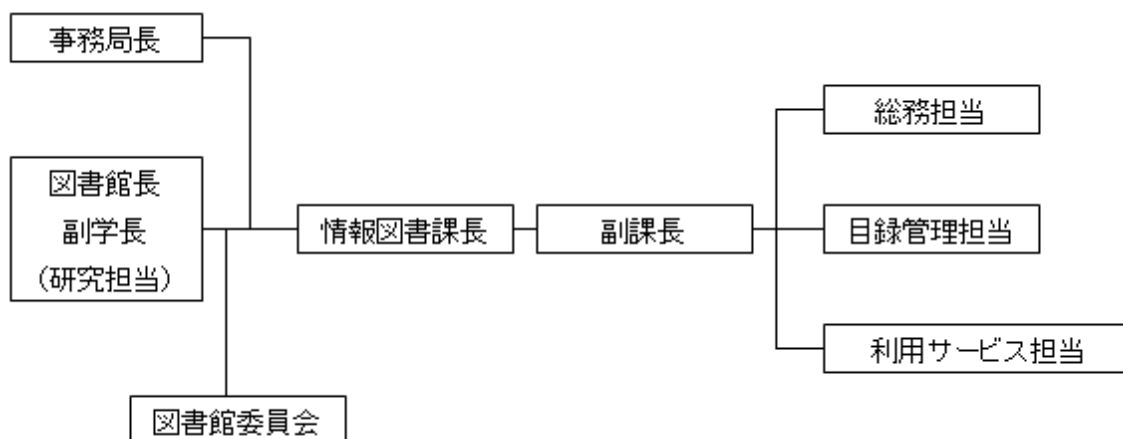 事務局長
総務担当
図書館長
副学長
(研究担当)
情報図書課長
副課長
目録管理担当
利用サービス担当
図書館委員会